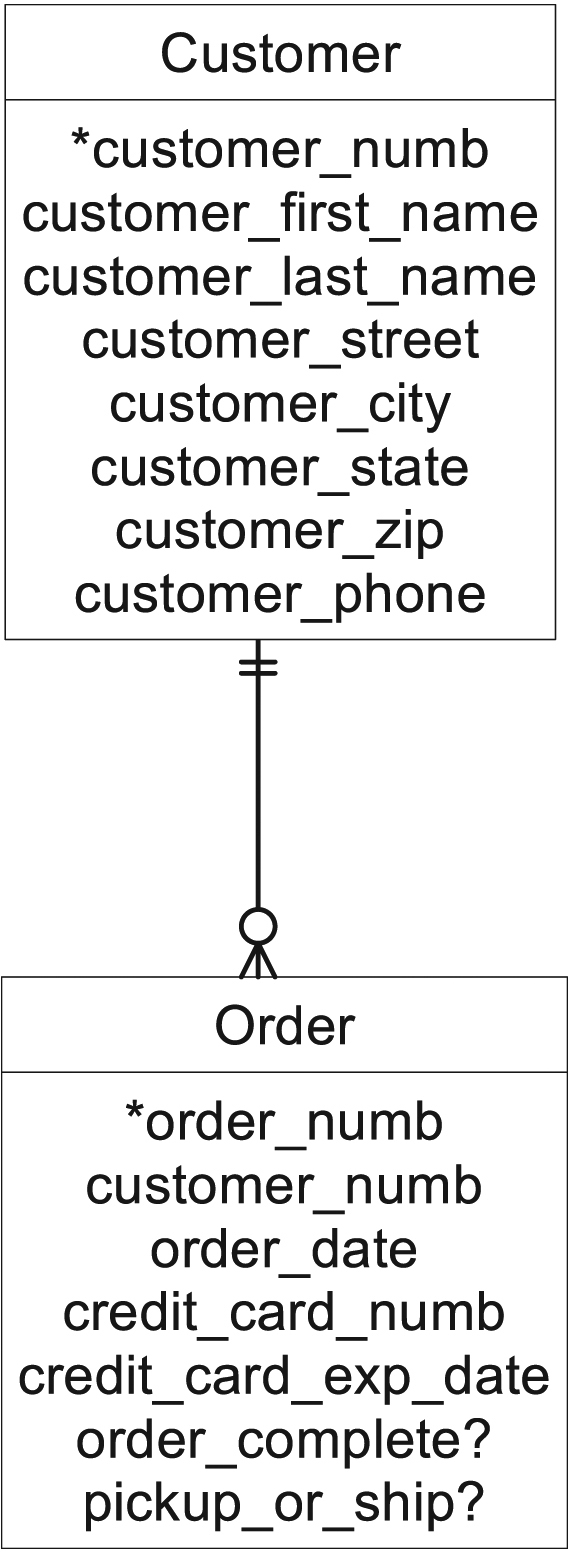 Customer
*customer_numb
customer_first_name
customer_last_name
customer_street
customer_city
customer_state
customer_zip
customer_phone
Order
*order_numb
customer_numb
order_date
credit_card_numb
credit_card_exp_date
order_complete?
pickup_or_ship?